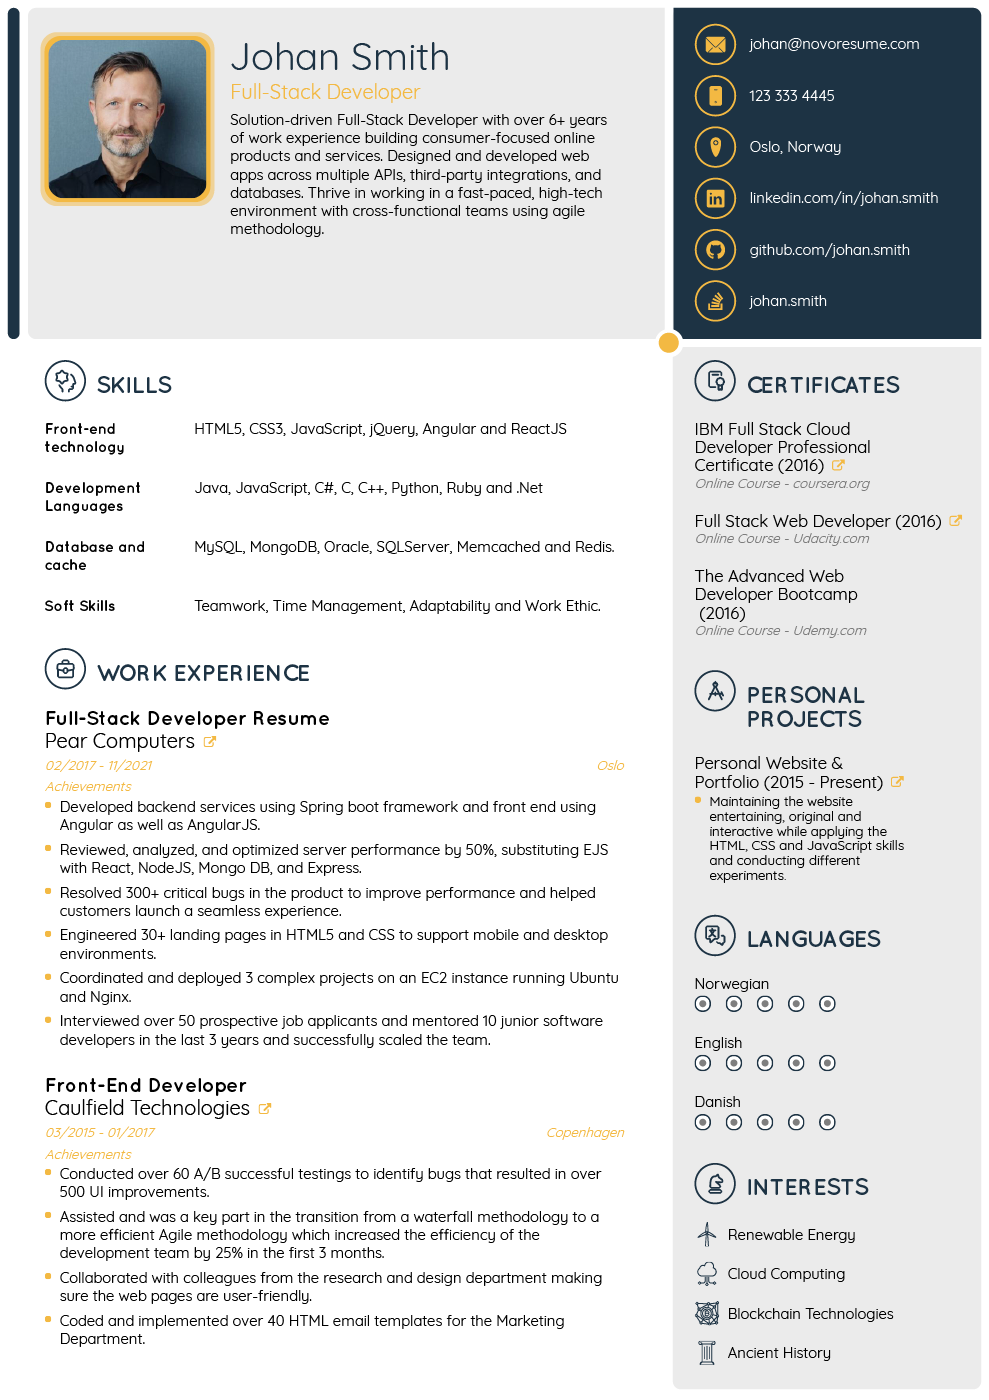 Johan Smith
Full-Stack Developer
Solution-driven Full-Stack Developer with over 6+ years
of work experience building consumer-focused online
products and services. Designed and developed web
apps across multiple APIs, third-party integrations, and
databases. Thrive in working in a fast-paced, high-tech
environment with cross-functional teams using agile
methodology.
johan@novoresume.com
123 333 4445
Oslo, Norway
linkedin.com/in/johan.smith
github.com/johan.smith
johan.smith
SKILLS
Front-end
technology
HTML5, CSS3, JavaScript, jQuery, Angular and ReactJS
Development
Languages
Java, JavaScript, C#, C, C++, Python, Ruby and .Net
Database and
cache
MySQL, MongoDB, Oracle, SQLServer, Memcached and Redis.
Soft Skills
Teamwork, Time Management, Adaptability and Work Ethic.
WORK EXPERIENCE
Full-Stack Developer Resume
Pear Computers
02/2017 - 11/2021
Oslo
Achievements
Developed backend services using Spring boot framework and front end using
Angular as well as AngularJS.
Reviewed, analyzed, and optimized server performance by 50%, substituting EJS
with React, NodeJS, Mongo DB, and Express.
Resolved 300+ critical bugs in the product to improve performance and helped
customers launch a seamless experience.
Engineered 30+ landing pages in HTML5 and CSS to support mobile and desktop
environments.
Coordinated and deployed 3 complex projects on an EC2 instance running Ubuntu
and Nginx.
Interviewed over 50 prospective job applicants and mentored 10 junior software
developers in the last 3 years and successfully scaled the team.
Front-End Developer
Caulfield Technologies
03/2015 - 01/2017
Copenhagen
Achievements
Conducted over 60 A/B successful testings to identify bugs that resulted in over
500 UI improvements.
Assisted and was a key part in the transition from a waterfall methodology to a
more efficient Agile methodology which increased the efficiency of the
development team by 25% in the first 3 months.
Collaborated with colleagues from the research and design department making
sure the web pages are user-friendly.
Coded and implemented over 40 HTML email templates for the Marketing
Department.
CERTIFICATES
IBM Full Stack Cloud
Developer Professional
Certificate (2016)
Online Course - coursera.org
Full Stack Web Developer (2016)
Online Course - Udacity.com
The Advanced Web
Developer Bootcamp
(2016)
Online Course - Udemy.com
PERSONAL
PROJECTS
Personal Website &
Portfolio (2015 - Present)
Maintaining the website
entertaining, original and
interactive while applying the
HTML, CSS and JavaScript skills
and conducting different
experiments.
LANGUAGES
Norwegian
English
Danish
INTERESTS
Renewable Energy
Cloud Computing
Blockchain Technologies
Ancient History